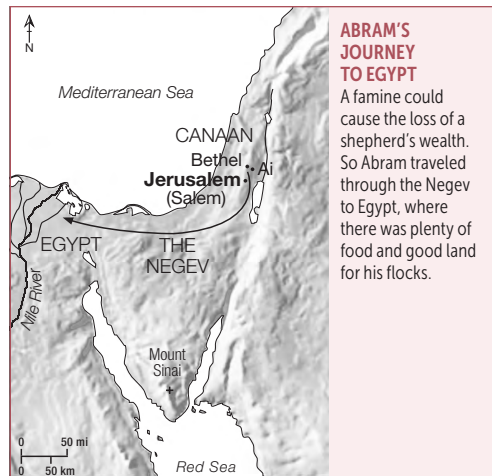 N
Mediterranean Sea
CANAAN
Bethel
Ai
Jerusalem
(Salem)
EGYPT
THE
NEGEV
Nile River
Mount
Sinai
0 50 mi
0 50 km
Red Sea
ABRAM'S
JOURNEY
TO EGYPT
A famine could
cause the loss of a
shepherd's wealth.
So Abram traveled
through the Negev
to Egypt, where
there was plenty of
food and good land
for his flocks.